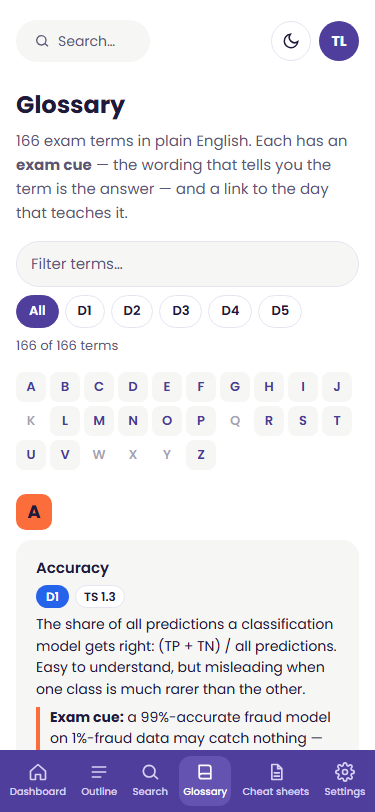 Search...
TL
Glossary
166 exam terms in plain English. Each has an
exam cue — the wording that tells you the
term is the answer — and a link to the day
that teaches it.
Filter terms...
All D1 D2 D3 D4 D5
166 of 166 terms
A B C D E F G H I J
K L M N O P Q R S T
U V W X Y Z
A
Accuracy
D1 TS 1.3
The share of all predictions a classification
model gets right: (TP + TN) / all predictions.
Easy to understand, but misleading when
one class is much rarer than the other.
Exam cue: a 99%-accurate fraud model
on 1%-fraud data may catch nothing —
Dashboard Outline Search Glossary Cheat sheets Settings